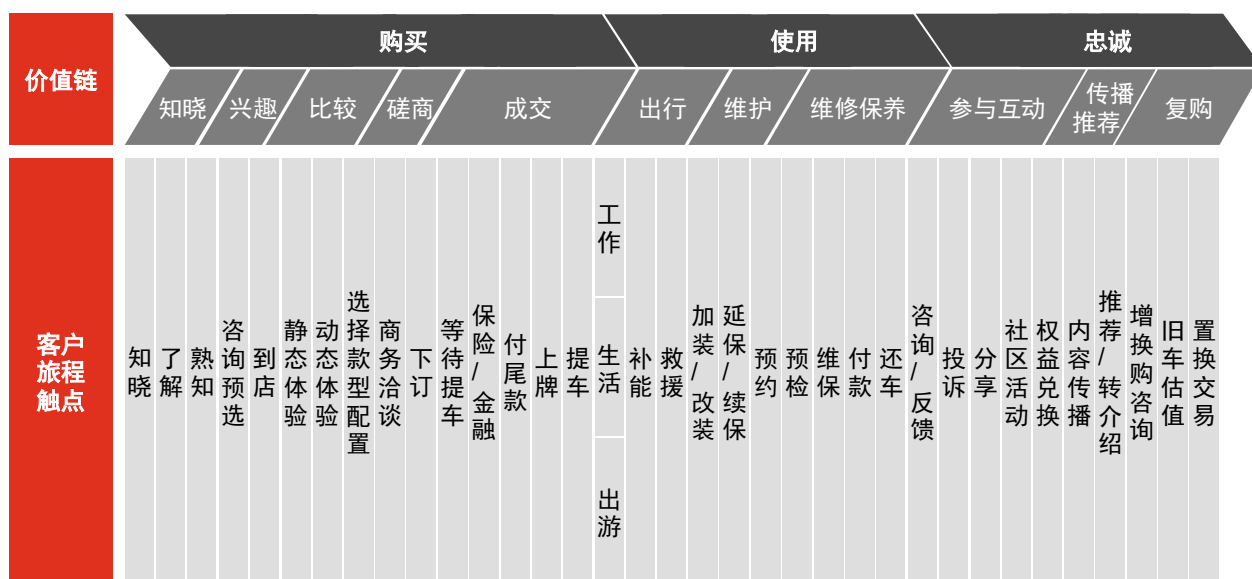 价值链
购买
使用
忠诚
知晓
兴趣
比较
磋商
成交
出行
维护
维修保养
参与互动
传播
推荐
复购
客户
旅程
触点
知晓
了解
熟知
咨询预选
到店
静态体验
动态体验
选择款型配置
商务洽谈
下订
等待提车
保险/金融
付尾款
上牌
提车
工作
生活
出游
补能
救援
加装/改装
延保/续保
预约
预检
维保
付款
还车
咨询/反馈
投诉
分享
社区活动
权益兑换
内容传播
推荐/转介绍
增换购咨询
旧车估值
置换交易